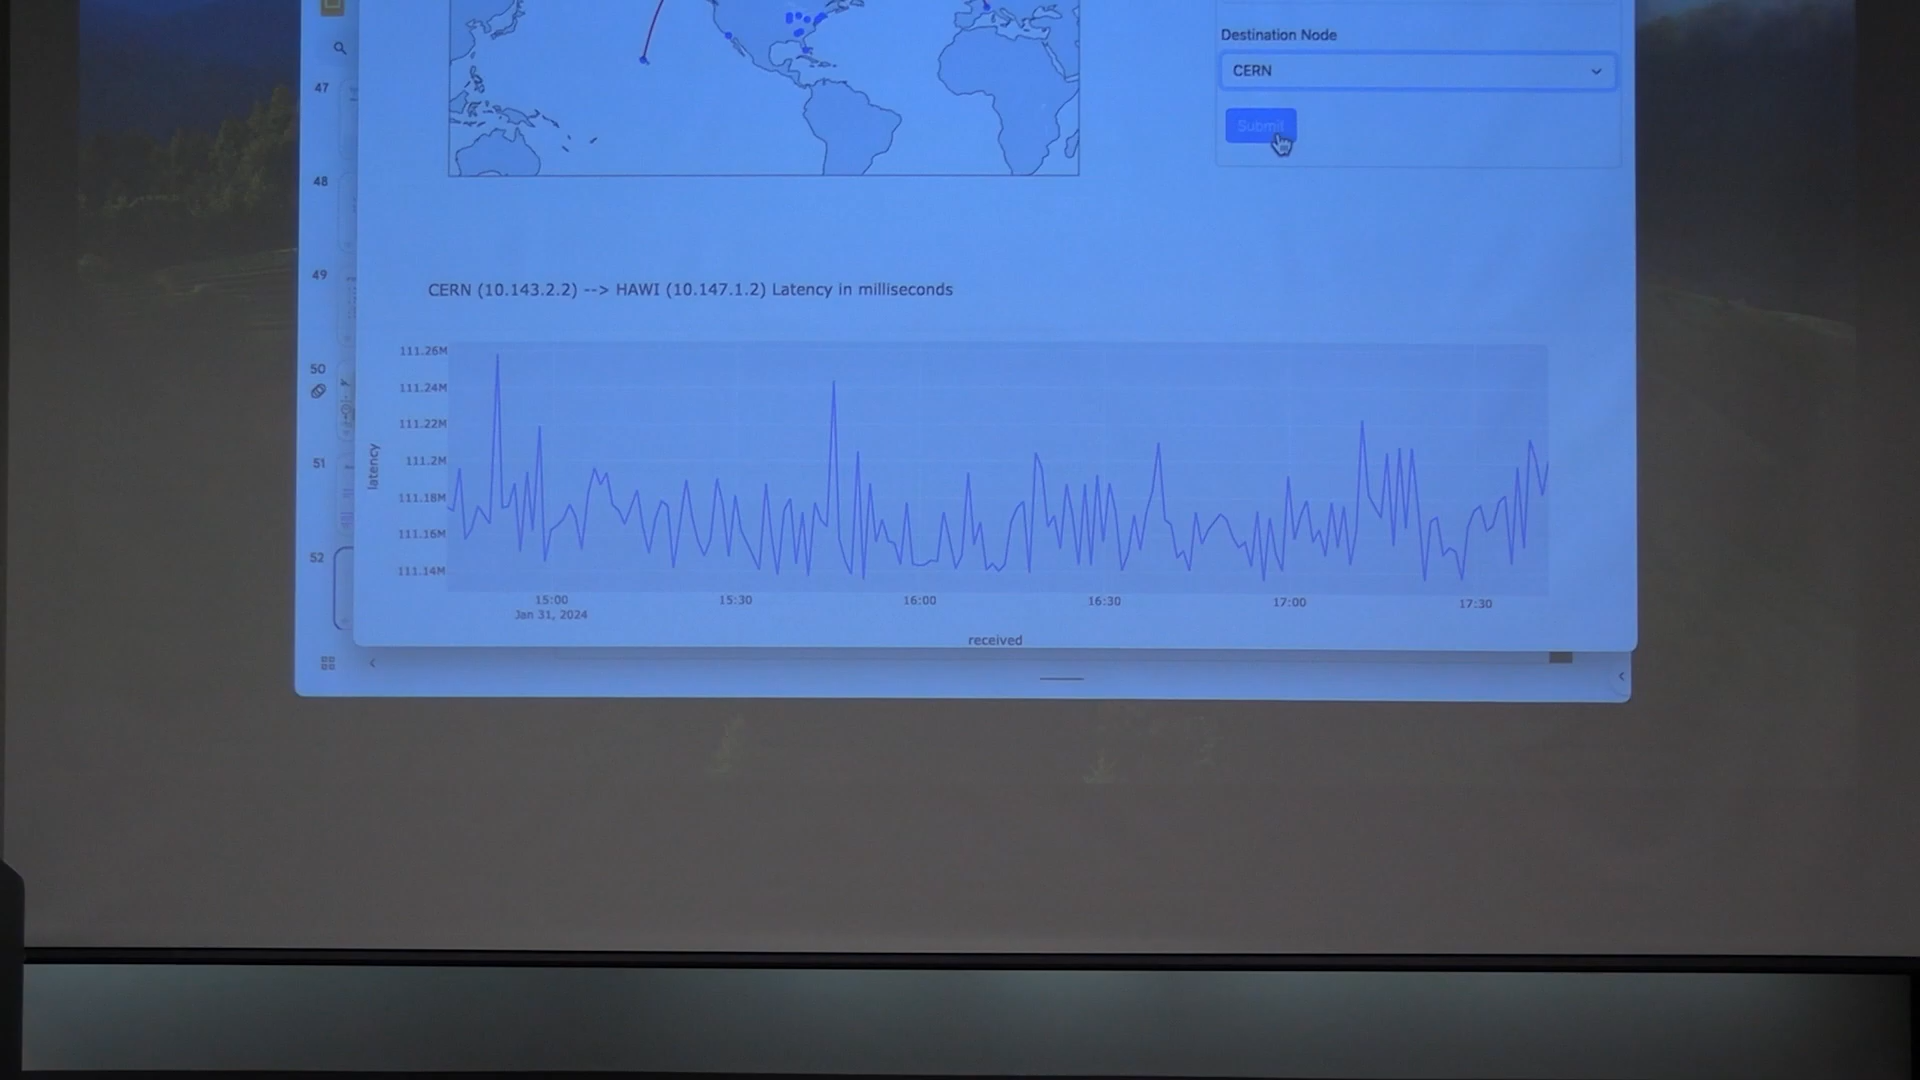 Destination Node
CERN
Submit
47
48
49
50
51
52
CERN (10.143.2.2) --> HAWI (10.147.1.2) Latency in milliseconds
latency
111.26M
111.24M
111.22M
111.2M
111.18M
111.16M
111.14M
15:00
Jan 31, 2024
15:30
16:00
16:30
17:00
17:30
received